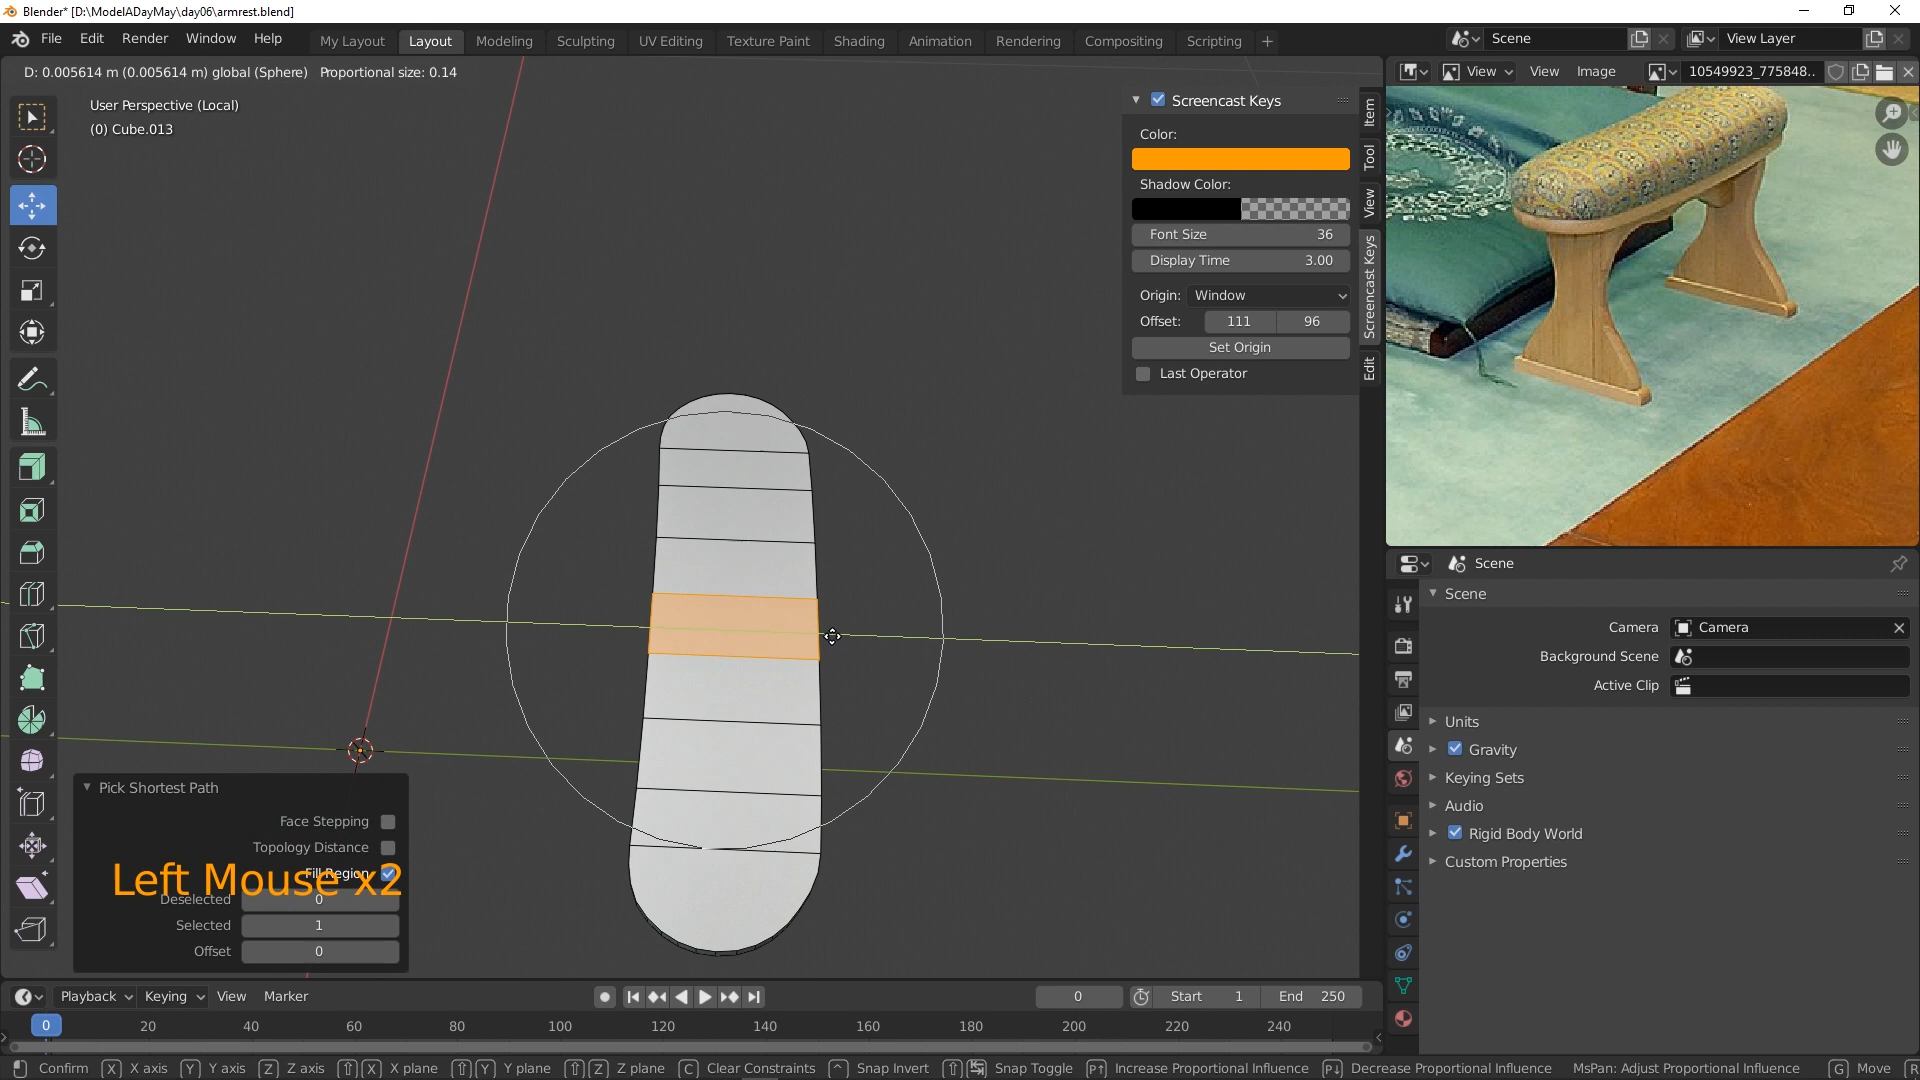 Blender* [D:\ModelADayMay\day06\armrest.blend]
File Edit Render Window Help My Layout Layout Modeling Sculpting UV Editing Texture Paint Shading Animation Rendering Compositing Scripting + Scene View Layer
D: 0.005614 m (0.005614 m) global (Sphere) Proportional size: 0.14
View View Image 10549923_775848..
User Perspective (Local)
(0) Cube.013
Screencast Keys
Color:
Shadow Color:
Font Size 36
Display Time 3.00
Origin: Window
Offset: 111 96
Set Origin
Last Operator
Item
Tool
View
Screencast Keys
Edit
Scene
Scene
Camera Camera
Background Scene
Active Clip
Units
Gravity
Keying Sets
Audio
Rigid Body World
Custom Properties
Pick Shortest Path
Face Stepping
Topology Distance
Fill Region
Left Mouse x2
Deselected 0
Selected 1
Offset 0
Playback Keying View Marker 0 Start 1 End 250
0 20 40 60 80 100 120 140 160 180 200 220 240
Confirm X X axis Y Y axis Z Z axis X X plane Y Y plane Z Z plane C Clear Constraints ^ Snap Invert Snap Toggle P↑ Increase Proportional Influence P↓ Decrease Proportional Influence MsPan: Adjust Proportional Influence G Move R